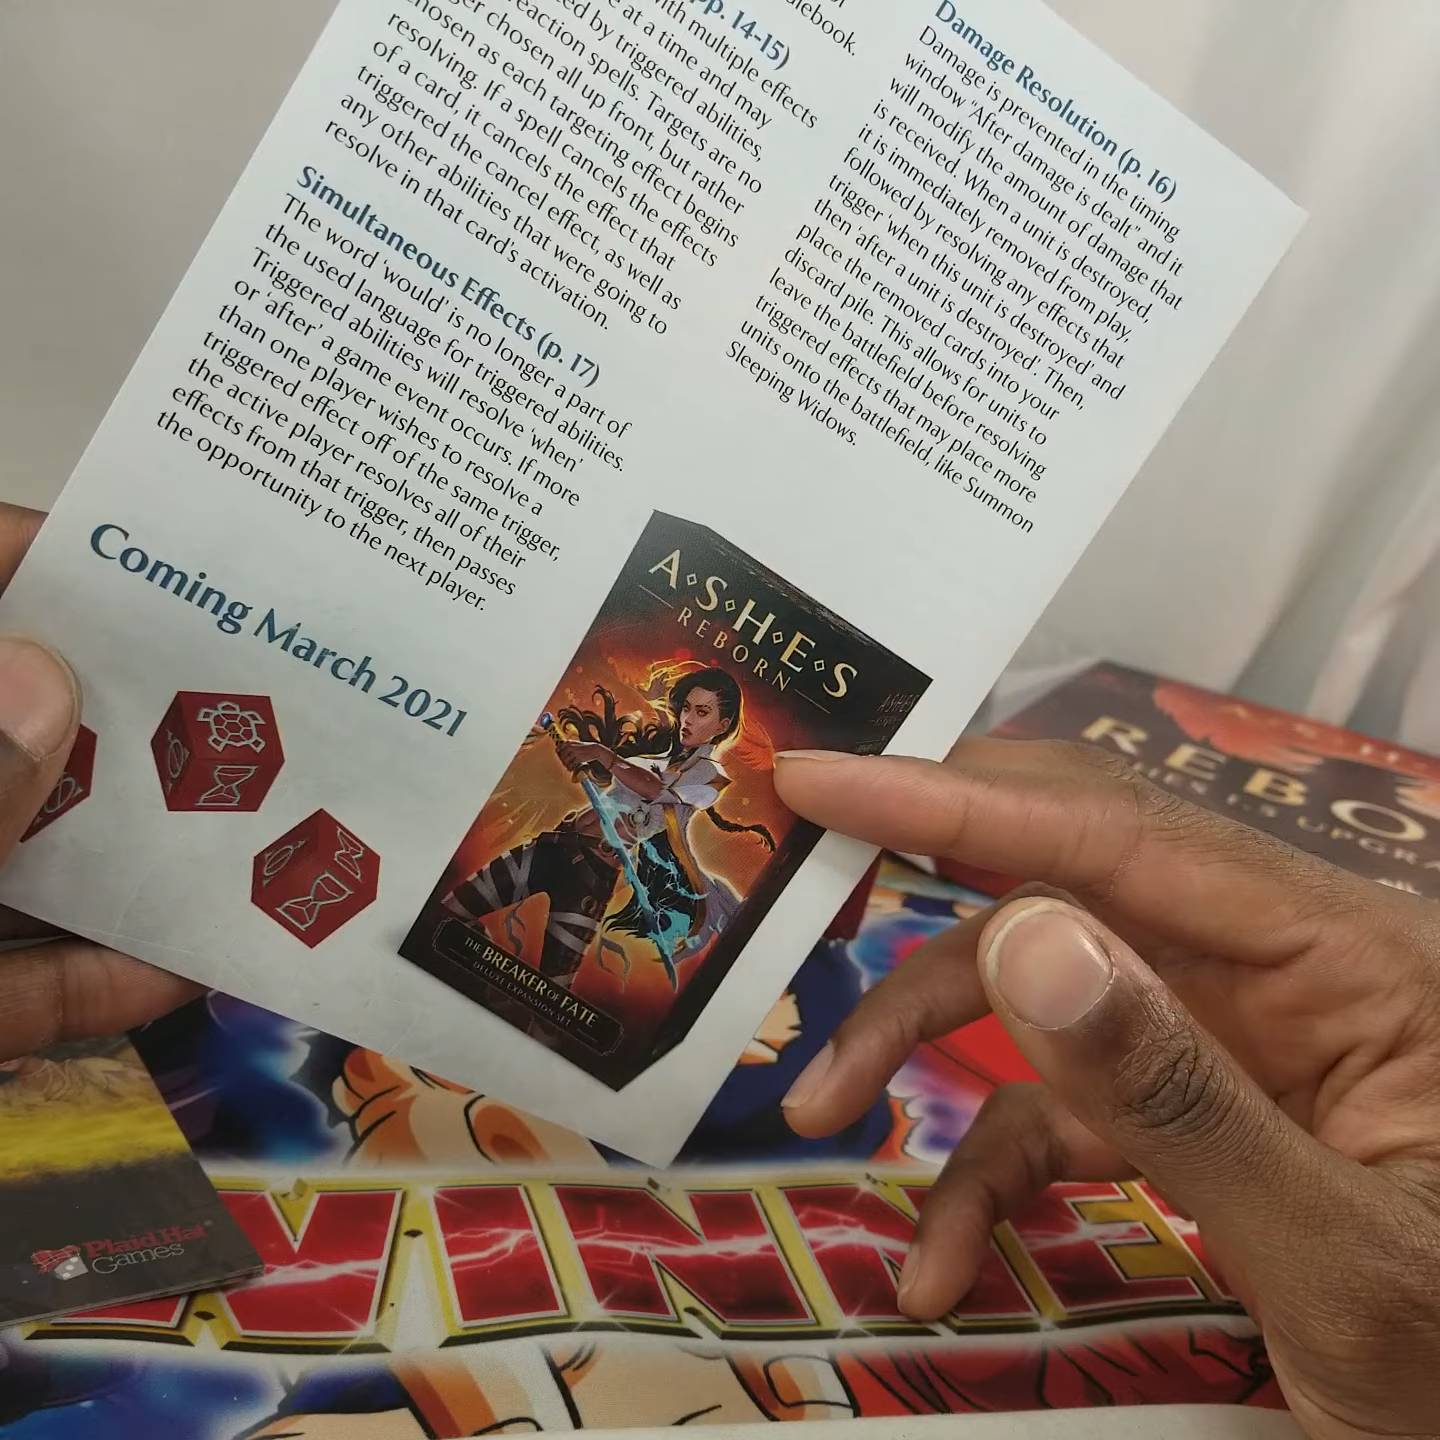 pp. 14-15)
with multiple effects
e at a time and may
ed by triggered abilities,
reaction spells. Targets are no
ger chosen all up front, but rather
chosen as each targeting effect begins
resolving. If a spell cancels the effects
of a card, it cancels the effect that
triggered the cancel effect, as well as
any other abilities that were going to
resolve in that card's activation.
Simultaneous Effects (p. 17)
The word 'would' is no longer a part of
the used language for triggered abilities.
Triggered abilities will resolve 'when'
or 'after' a game event occurs. If more
than one player wishes to resolve a
triggered effect off of the same trigger,
the active player resolves all of their
effects from that trigger, then passes
the opportunity to the next player.
Coming March 2021
lebook.
Damage Resolution (p. 16)
Damage is prevented in the timing
window "After damage is dealt" and it
will modify the amount of damage that
is received. When a unit is destroyed,
it is immediately removed from play,
followed by resolving any effects that
trigger 'when this unit is destroyed' and
then 'after a unit is destroyed'. Then,
place the removed cards into your
discard pile. This allows for units to
leave the battlefield before resolving
triggered effects that may place more
units onto the battlefield, like Summon
Sleeping Widows.
A·S·H·E·S
REBORN
ASHES
THE BREAKER OF FATE
DELUXE EXPANSION SET
REBO
UPGRA
Plaid Hat
Games
VINNE